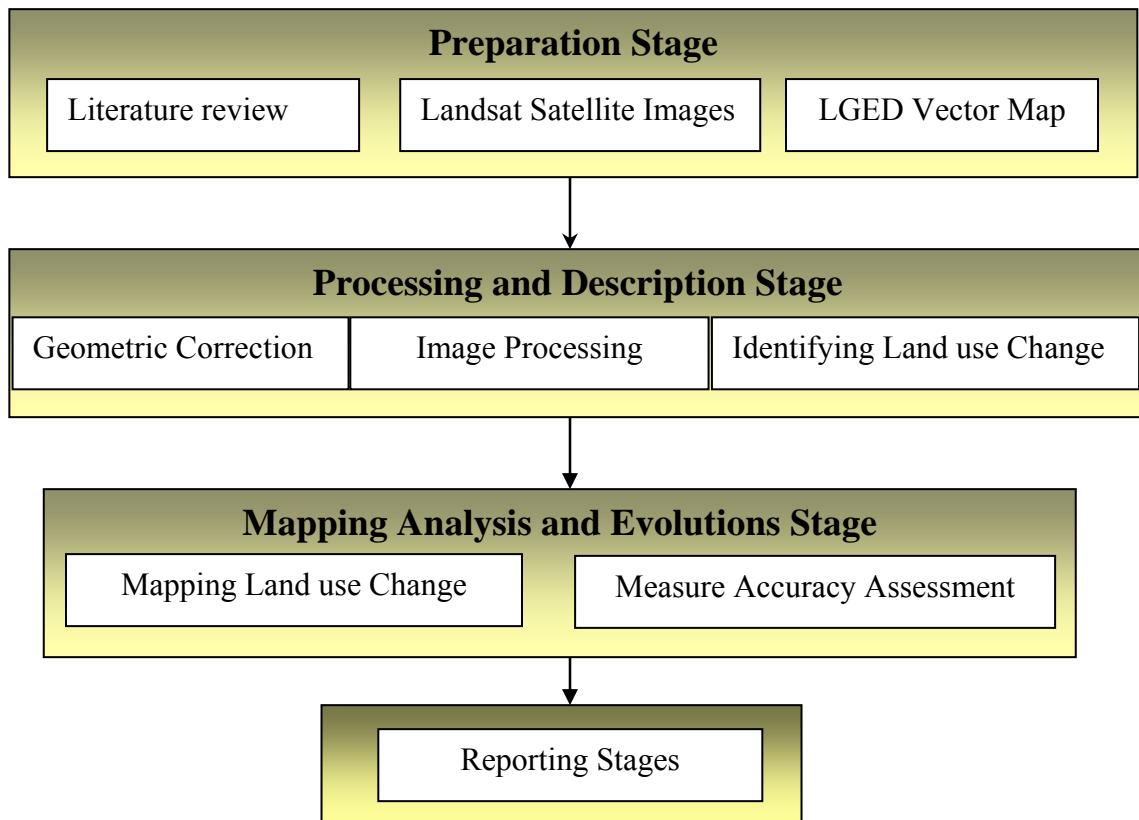 Preparation Stage
Literature review
Landsat Satellite Images
LGED Vector Map
Processing and Description Stage
Geometric Correction
Image Processing
Identifying Land use Change
Mapping Analysis and Evolutions Stage
Mapping Land use Change
Measure Accuracy Assessment
Reporting Stages